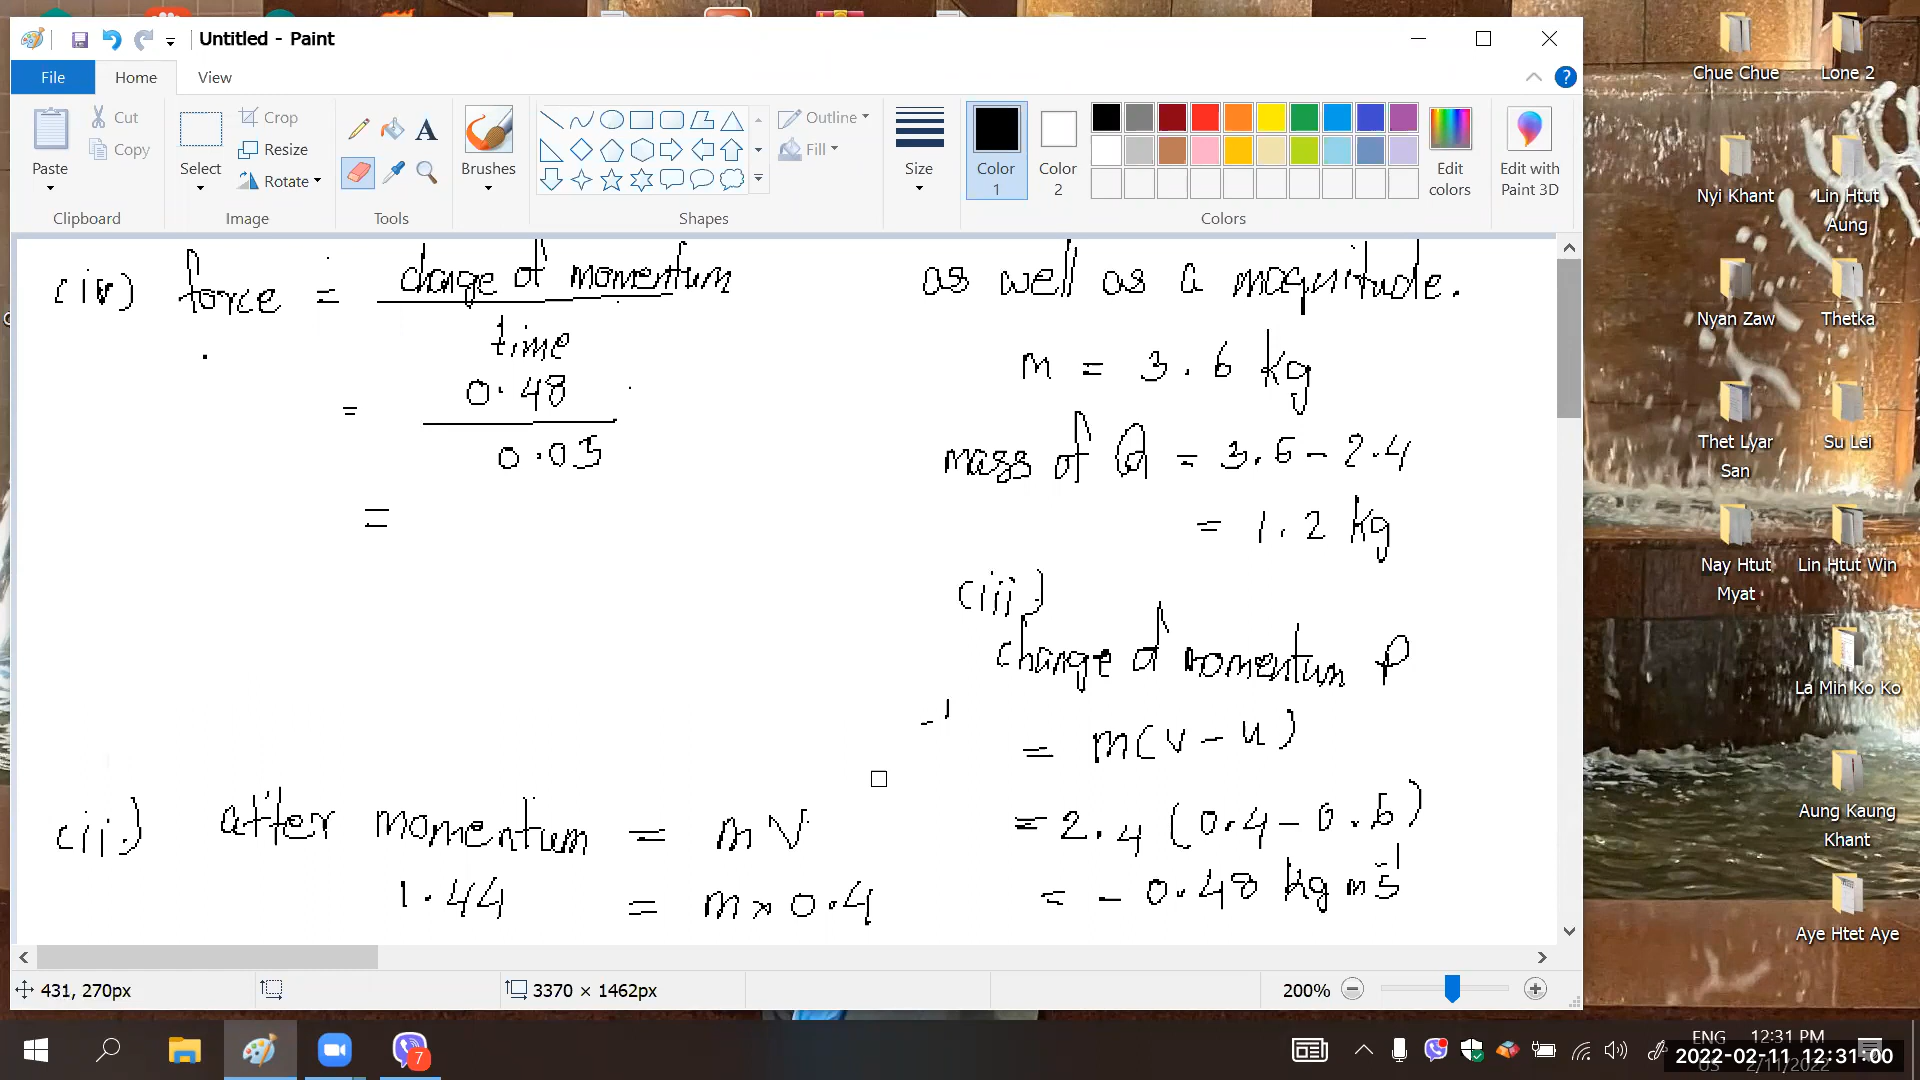 Untitled - Paint
File
Home
View
Paste
Cut
Copy
Clipboard
Select
Crop
Resize
Rotate
Image
Tools
Brushes
Shapes
Outline
Fill
Size
Color 1
Color 2
Edit colors
Edit with Paint 3D
Colors
(iv) force = change of momentum
time
= 0.48
0.03
=
(ii) after momentum = mV
1.44 = m × 0.4
as well as a magnitude.
m = 3.6 kg
mass of Q = 3.6 - 2.4
= 1.2 kg
(iii)
change of momentum P
-1
= m(v - u)
= 2.4 (0.4 - 0.6)
= - 0.48 kg m s-1
431, 270px
3370 × 1462px
200%
Chue Chue
Lone 2
Nyi Khant
Lin Htut Aung
Nyan Zaw
Thetka
Thet Lyar San
Su Lei
Nay Htut Myat
Lin Htut Win
La Min Ko Ko
Aung Kaung Khant
Aye Htet Aye
7
ENG
12:31 PM
2022-02-11 12:31:00